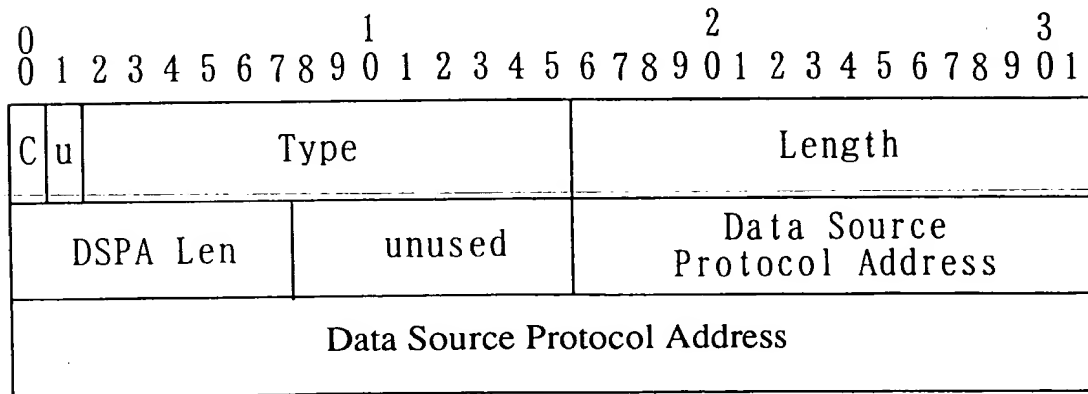 0 1 2 3
0 1 2 3 4 5 6 7 8 9 0 1 2 3 4 5 6 7 8 9 0 1 2 3 4 5 6 7 8 9 0 1
C u Type Length
DSPA Len unused Data Source
Protocol Address
Data Source Protocol Address